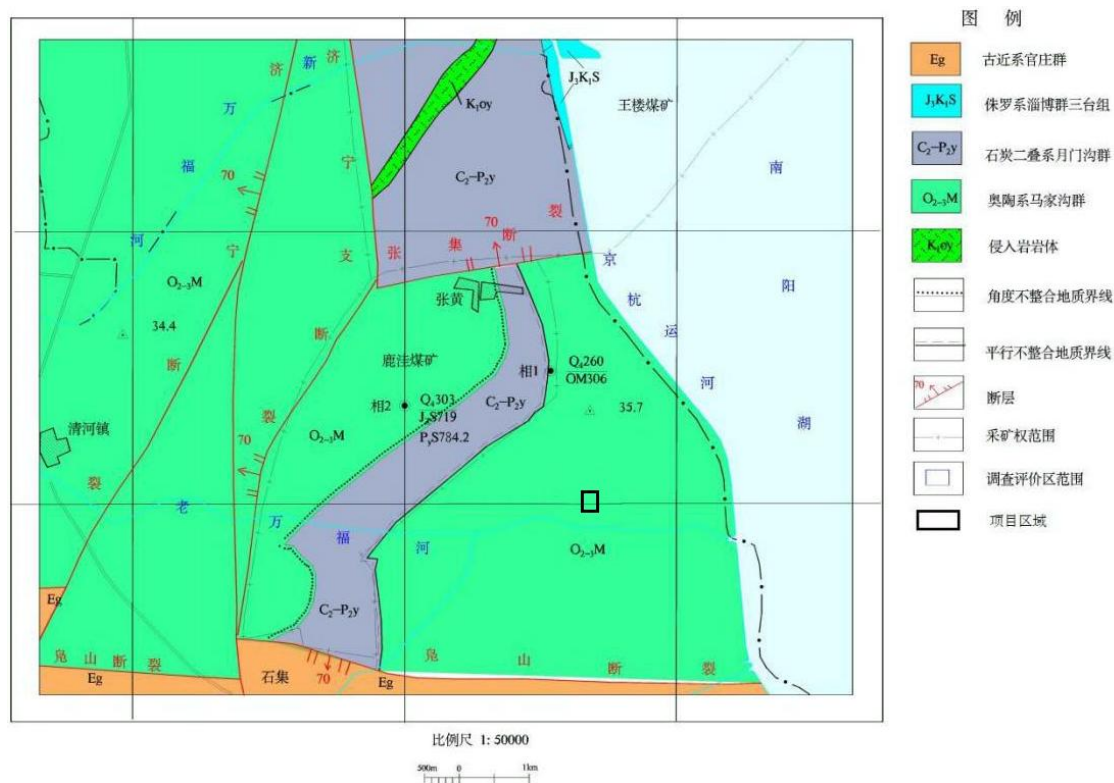 图 例
Eg 古近系官庄群
J₃K₁S 侏罗系淄博群三台组
C₂-P₂y 石炭二叠系月门沟群
O₂₋₃M 奥陶系马家沟群
K₁oy 侵入岩岩体
角度不整合地质界线
平行不整合地质界线
70 断层
采矿权范围
调查评价区范围
项目区域
新万福河
济宁断裂
济宁支断裂
J₃K₁S
王楼煤矿
K₁oy
C₂-P₂y
南阳湖
70
70
张集断裂
京杭运河
O₂₋₃M
34.4
张黄
鹿洼煤矿
相1
Q₄260
OM306
相2
Q₄303
J₂S719
PᵧS784.2
C₂-P₂y
35.7
清河镇
O₂₋₃M
70
老万福河
O₂₋₃M
Eg
C₂-P₂y
凫山断裂
凫山断裂
Eg
石集
70
Eg
比例尺 1: 50000
500m 0 1km